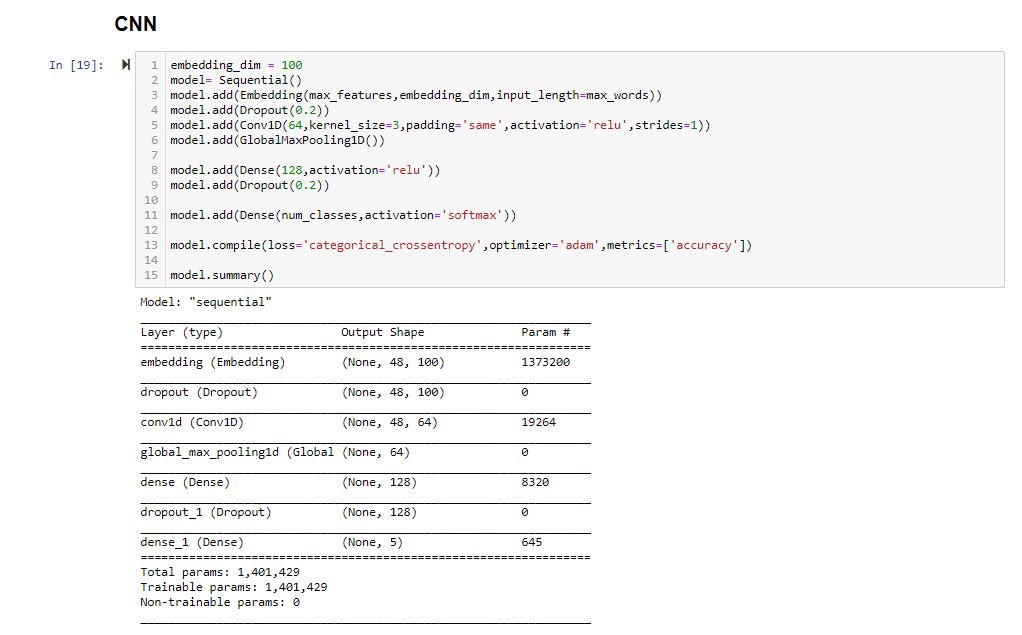 CNN
In [19]:
1 embedding_dim = 100
2 model= Sequential()
3 model.add(Embedding(max_features,embedding_dim,input_length=max_words))
4 model.add(Dropout(0.2))
5 model.add(Conv1D(64,kernel_size=3,padding='same',activation='relu',strides=1))
6 model.add(GlobalMaxPooling1D())
7
8 model.add(Dense(128,activation='relu'))
9 model.add(Dropout(0.2))
10
11 model.add(Dense(num_classes,activation='softmax'))
12
13 model.compile(loss='categorical_crossentropy',optimizer='adam',metrics=['accuracy'])
14
15 model.summary()
Model: "sequential"
_________________________________________________________________
Layer (type) Output Shape Param #
=================================================================
embedding (Embedding) (None, 48, 100) 1373200
_________________________________________________________________
dropout (Dropout) (None, 48, 100) 0
_________________________________________________________________
conv1d (Conv1D) (None, 48, 64) 19264
_________________________________________________________________
global_max_pooling1d (Global (None, 64) 0
_________________________________________________________________
dense (Dense) (None, 128) 8320
_________________________________________________________________
dropout_1 (Dropout) (None, 128) 0
_________________________________________________________________
dense_1 (Dense) (None, 5) 645
=================================================================
Total params: 1,401,429
Trainable params: 1,401,429
Non-trainable params: 0
_________________________________________________________________